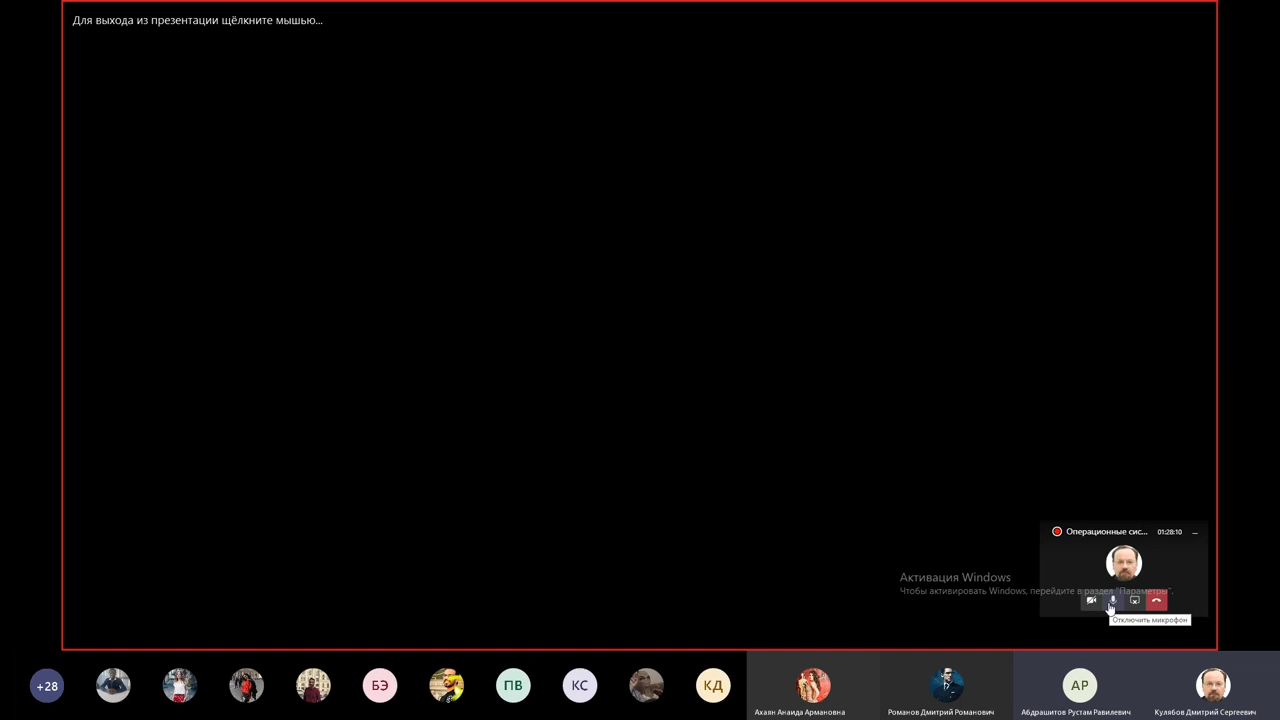 Для выхода из презентации щёлкните мышью...
Операционные сис...
01:28:10
Активация Windows
Чтобы активировать Windows, перейдите в раздел "Параметры".
Отключить микрофон
+28
БЭ
ПВ
КС
КД
АР
Ахаян Анаида Армановна
Романов Дмитрий Романович
Абдрашитов Рустам Равилевич
Кулябов Дмитрий Сергеевич